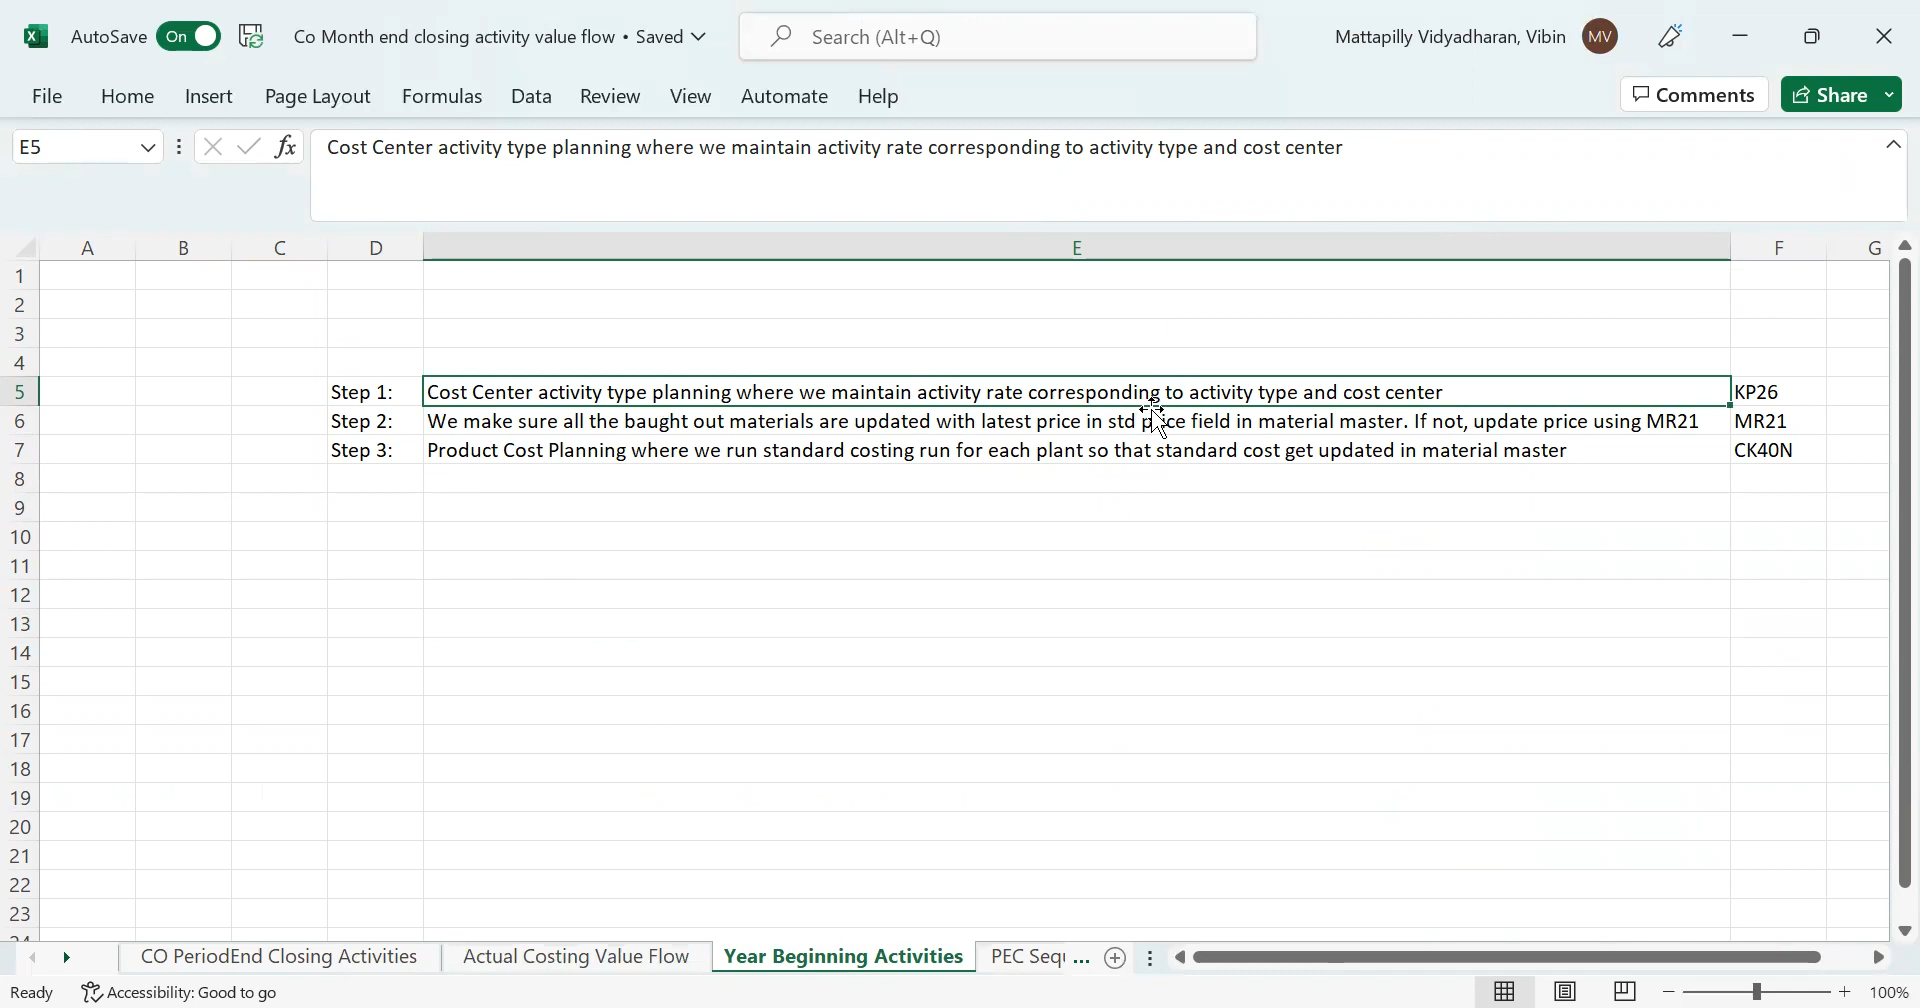 AutoSave On Co Month end closing activity value flow • Saved Search (Alt+Q) Mattapilly Vidyadharan, Vibin MV
File Home Insert Page Layout Formulas Data Review View Automate Help Comments Share
E5 fx Cost Center activity type planning where we maintain activity rate corresponding to activity type and cost center
A B C D E F G
1
2
3
4
5 Step 1: Cost Center activity type planning where we maintain activity rate corresponding to activity type and cost center KP26
6 Step 2: We make sure all the baught out materials are updated with latest price in std price field in material master. If not, update price using MR21 MR21
7 Step 3: Product Cost Planning where we run standard costing run for each plant so that standard cost get updated in material master CK40N
8
9
10
11
12
13
14
15
16
17
18
19
20
21
22
23
24
CO PeriodEnd Closing Activities Actual Costing Value Flow Year Beginning Activities PEC Sequ ...
Ready Accessibility: Good to go 100%